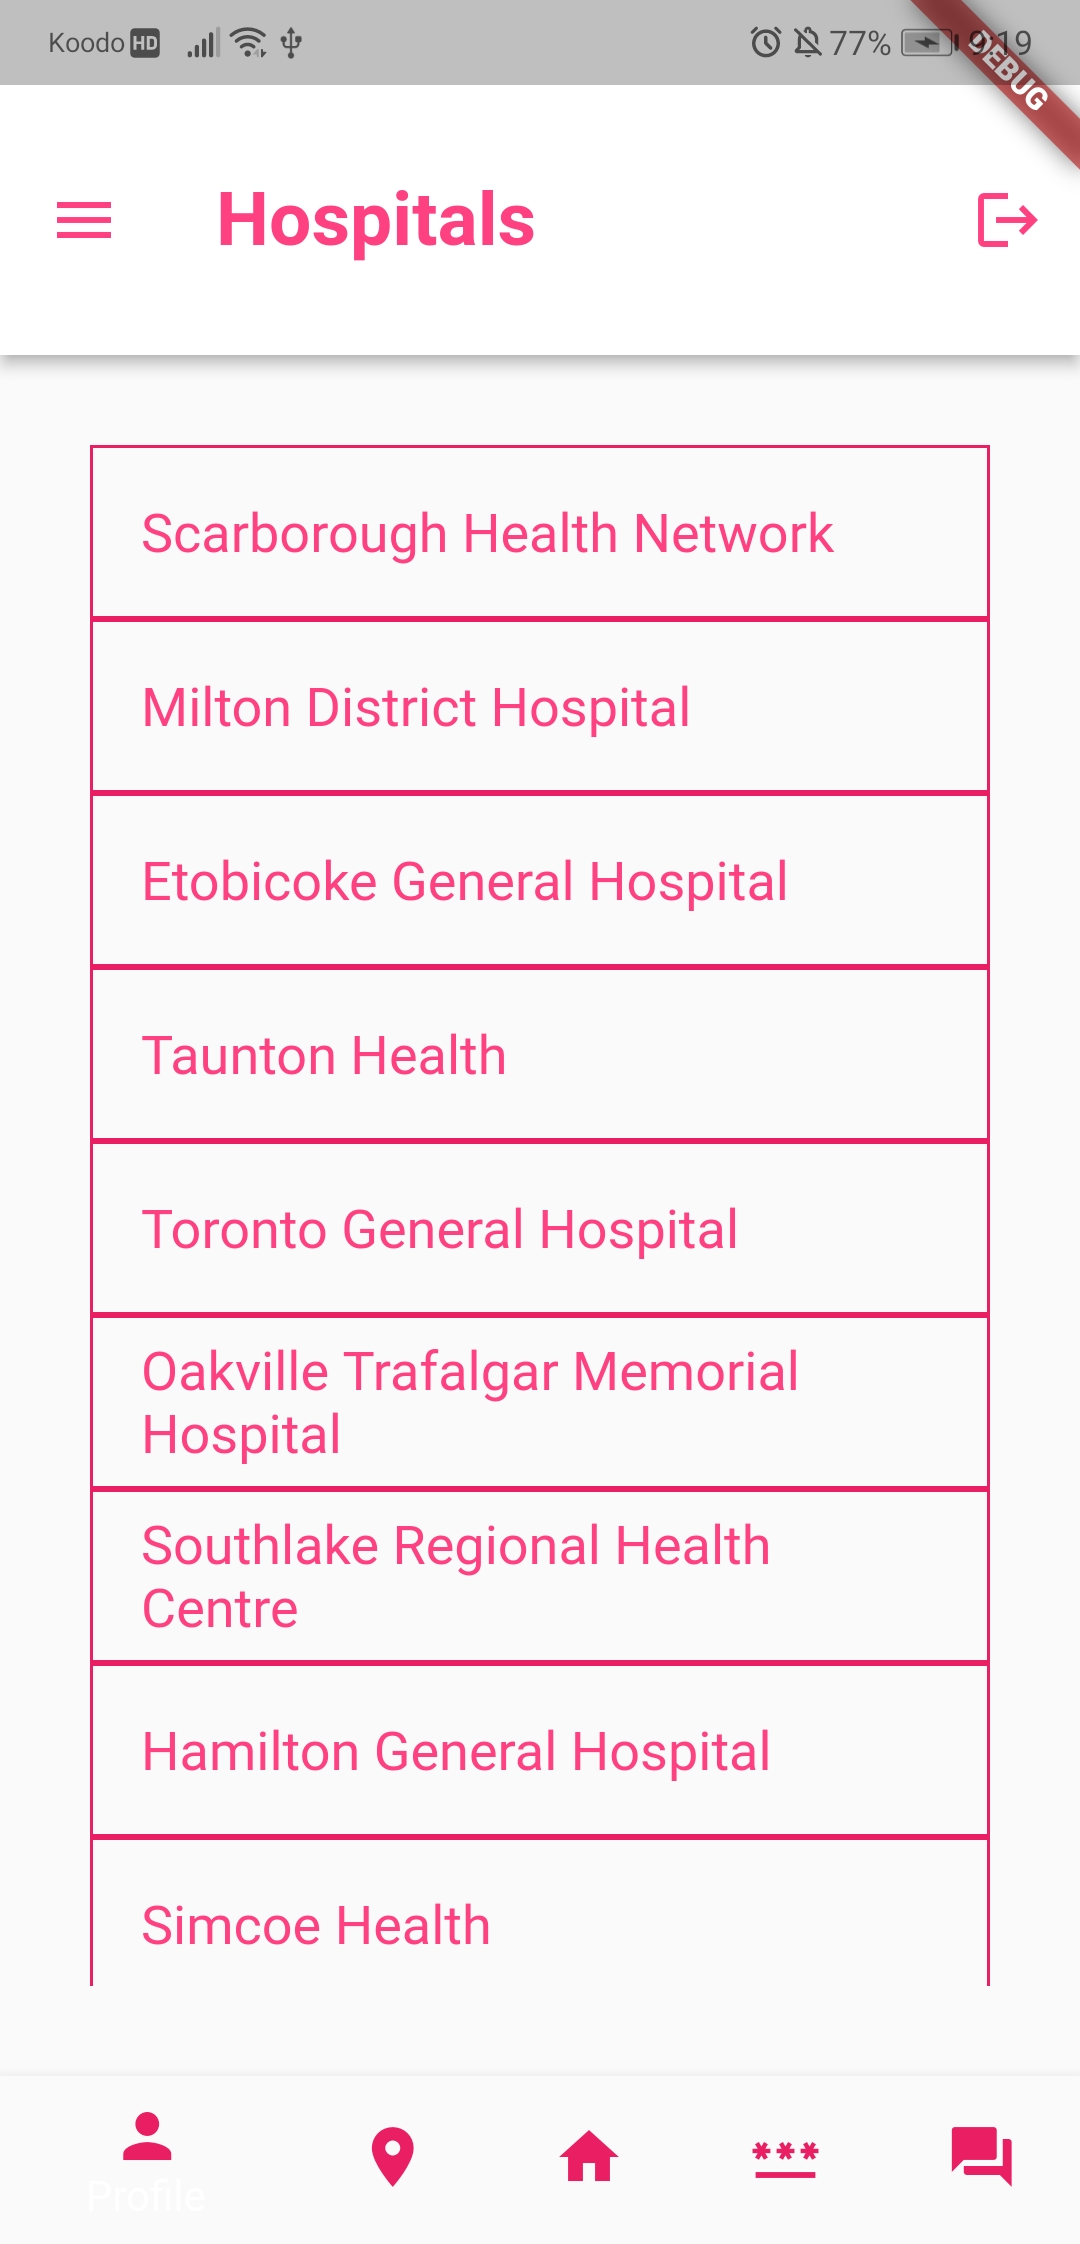 Koodo HD 77% 9:19
DEBUG
Hospitals
Scarborough Health Network
Milton District Hospital
Etobicoke General Hospital
Taunton Health
Toronto General Hospital
Oakville Trafalgar Memorial
Hospital
Southlake Regional Health
Centre
Hamilton General Hospital
Simcoe Health
Profile